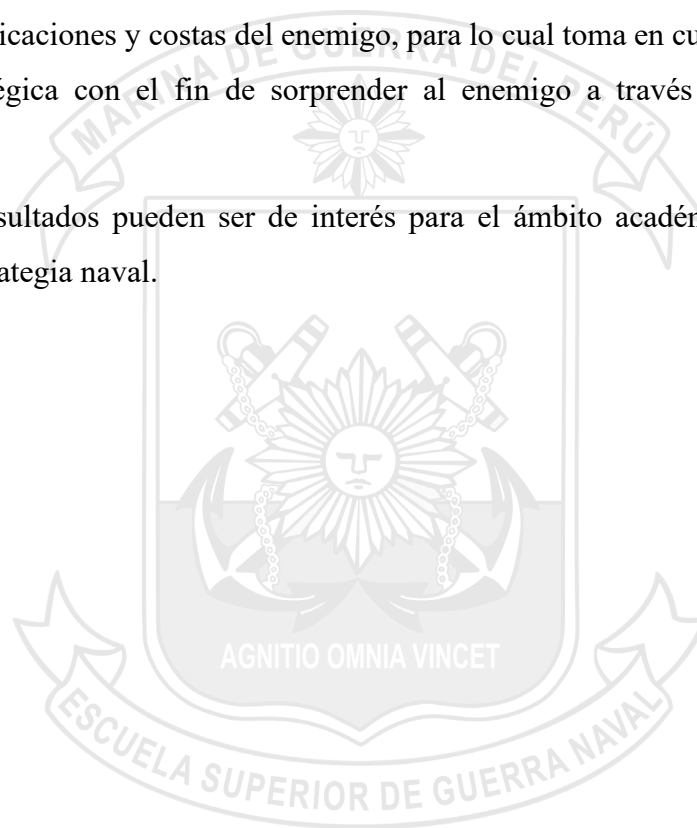 icaciones y costas del enemigo, para lo cual toma en cu
MARINA DE GUERRA DEL PERÚ
égica con el fin de sorprender al enemigo a través
sultados pueden ser de interés para el ámbito académ
ategia naval.
AGNITIO OMNIA VINCET
ESCUELA SUPERIOR DE GUERRA NAVAL